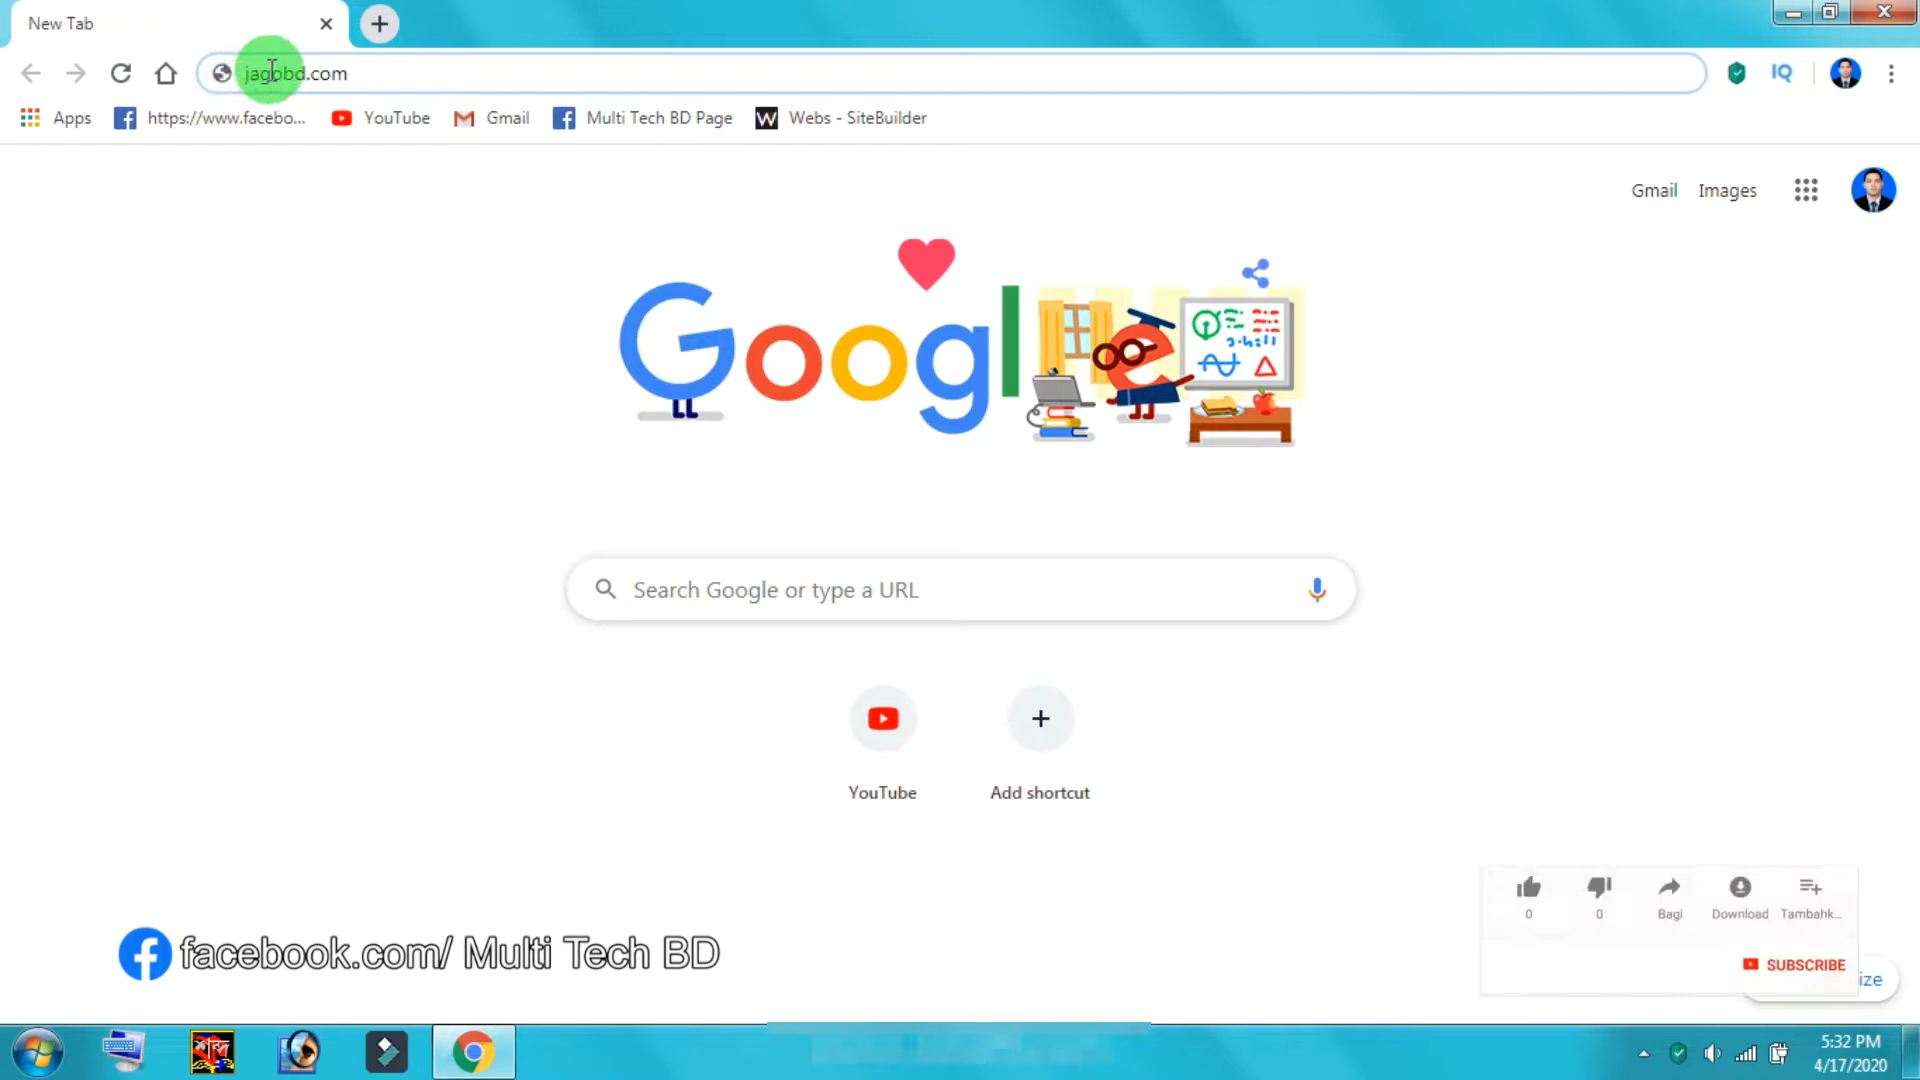 New Tab
jagobd.com
IQ
Apps
https://www.facebo...
YouTube
Gmail
Multi Tech BD Page
W
Webs - SiteBuilder
Gmail
Images
Google
Search Google or type a URL
YouTube
Add shortcut
0
0
Bagi
Download
Tambahk...
SUBSCRIBE
ize
facebook.com/ Multi Tech BD
5:32 PM
4/17/2020